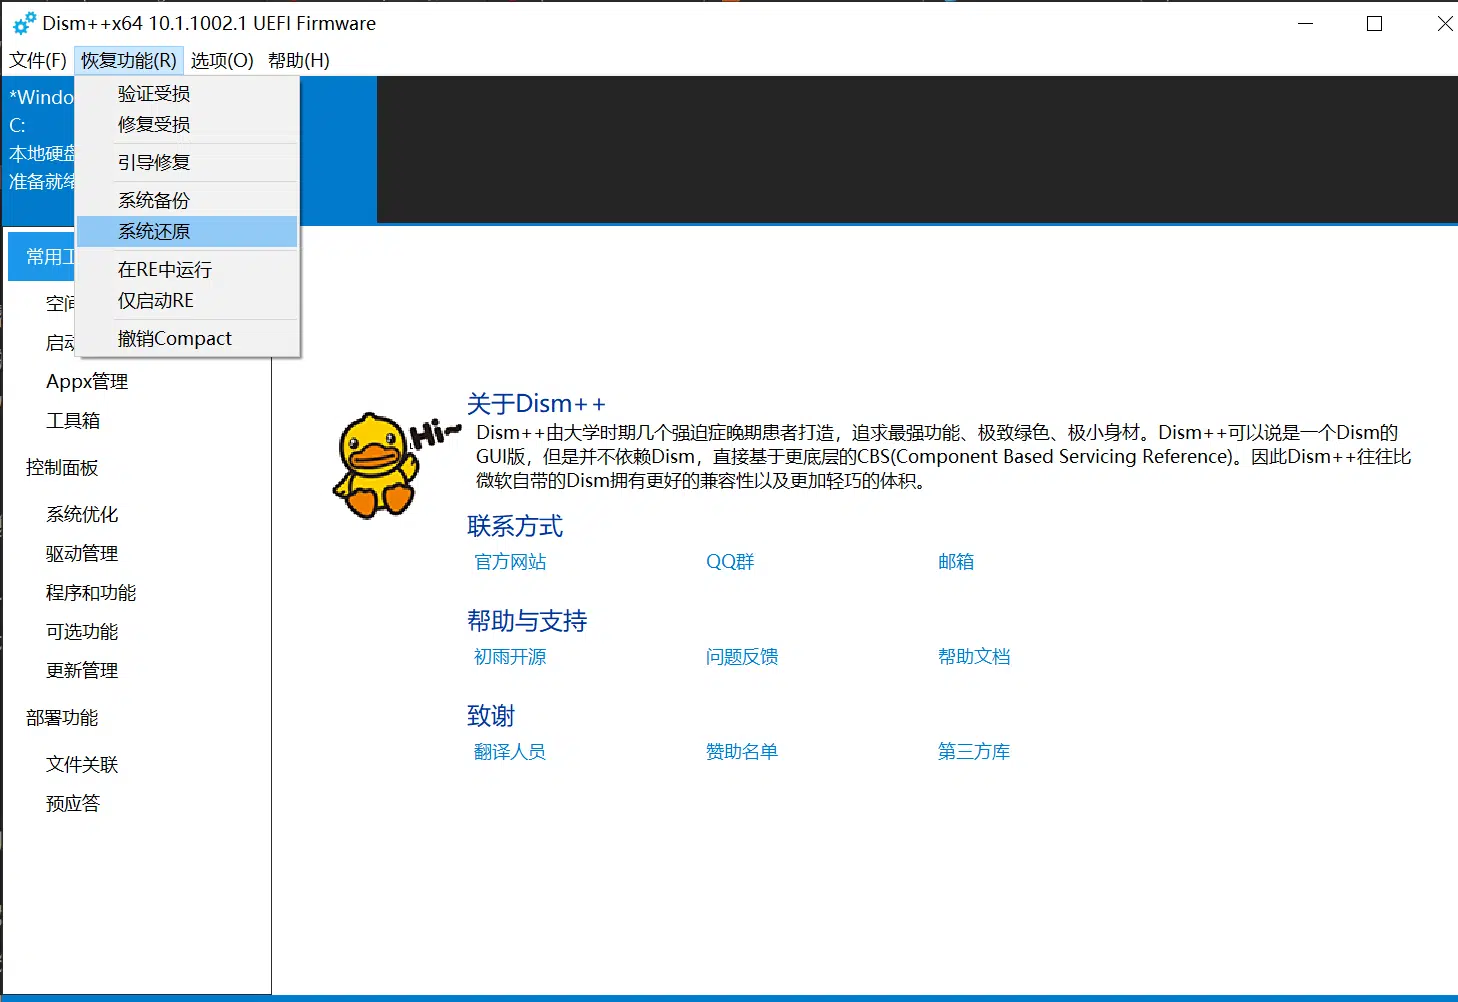 Dism++x64 10.1.1002.1 UEFI Firmware
文件(F) 恢复功能(R) 选项(O) 帮助(H)
*Windo
C:
本地硬盘
准备就绪
验证受损
修复受损
引导修复
系统备份
系统还原
在RE中运行
仅启动RE
撤销Compact
常用工
空间
启动
Appx管理
工具箱
控制面板
系统优化
驱动管理
程序和功能
可选功能
更新管理
部署功能
文件关联
预应答
Hi~
关于Dism++
Dism++由大学时期几个强迫症晚期患者打造，追求最强功能、极致绿色、极小身材。Dism++可以说是一个Dism的
GUI版，但是并不依赖Dism，直接基于更底层的CBS(Component Based Servicing Reference)。因此Dism++往往比
微软自带的Dism拥有更好的兼容性以及更加轻巧的体积。
联系方式
官方网站 QQ群 邮箱
帮助与支持
初雨开源 问题反馈 帮助文档
致谢
翻译人员 赞助名单 第三方库